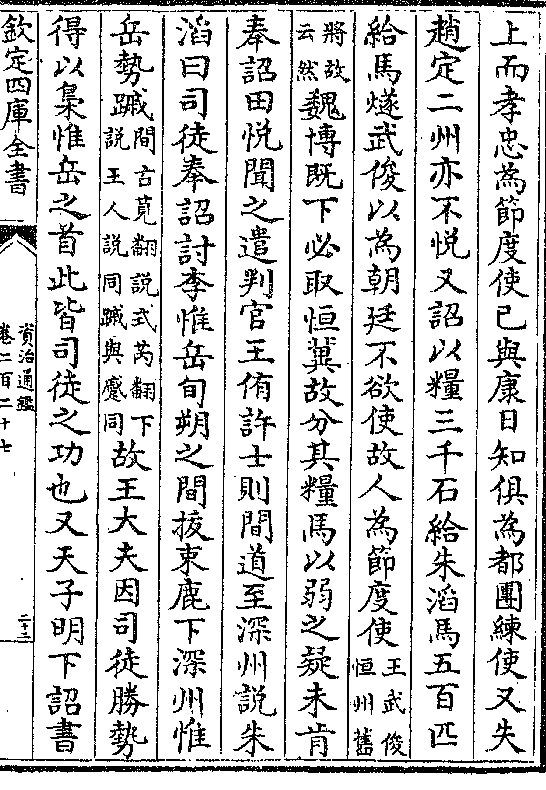 上而孝忠為節度使已與康日知俱為都團練使又失
趙定二州亦不悦又詔以糧三千石給朱滔馬五百匹
給馬燧武俊以為朝廷不欲使故人為節度使王武俊恒州舊
將故云然魏博既下必取恒冀故分其糧馬以弱之疑未肯
奉詔田悦聞之遣判官王侑許士則間道至深州說朱
滔曰司徒奉詔討李惟岳旬朔之間拔束鹿下深州惟
岳勢蹙間古莧翻說式芮翻下說王人說同蹙與蹙同故王大夫因司徒勝勢
得以梟惟岳之首此皆司徒之功也又天子明下詔書
欽定四庫全書
資治通鑑
卷二百二十七
二十二